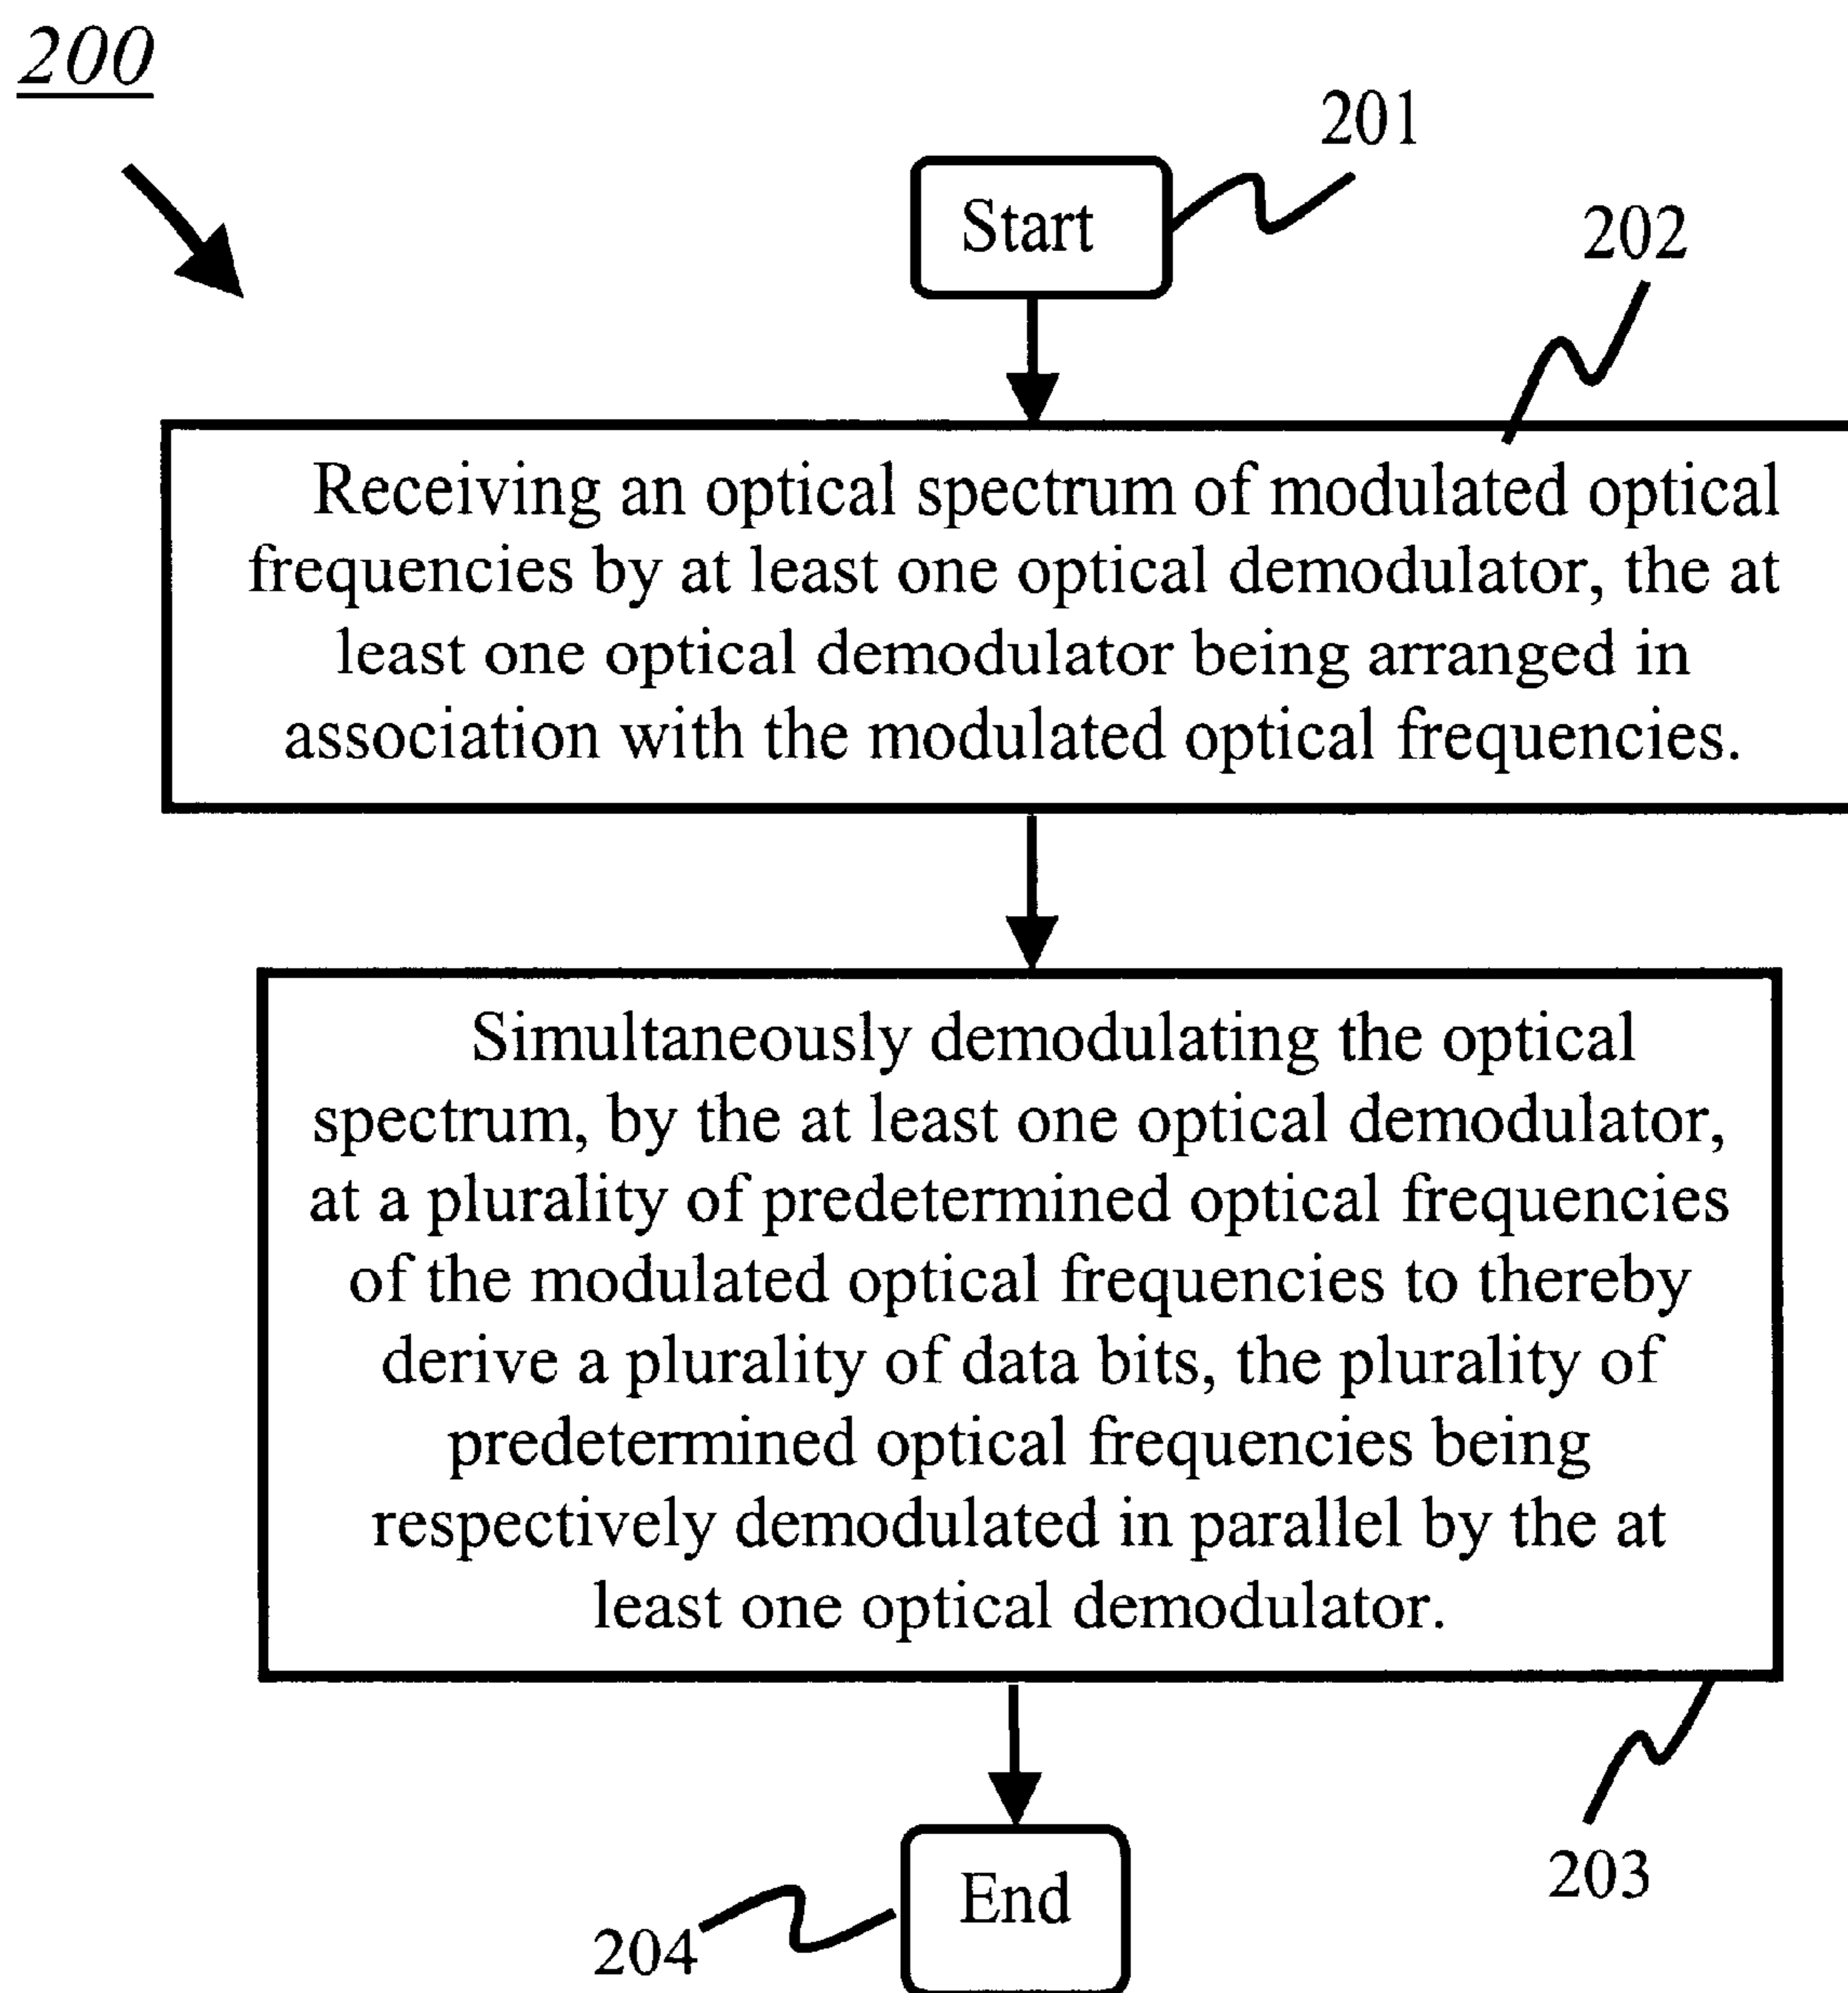 200
201
Start
202
Receiving an optical spectrum of modulated optical
frequencies by at least one optical demodulator, the at
least one optical demodulator being arranged in
association with the modulated optical frequencies.
Simultaneously demodulating the optical
spectrum, by the at least one optical demodulator,
at a plurality of predetermined optical frequencies
of the modulated optical frequencies to thereby
derive a plurality of data bits, the plurality of
predetermined optical frequencies being
respectively demodulated in parallel by the at
least one optical demodulator.
203
End
204